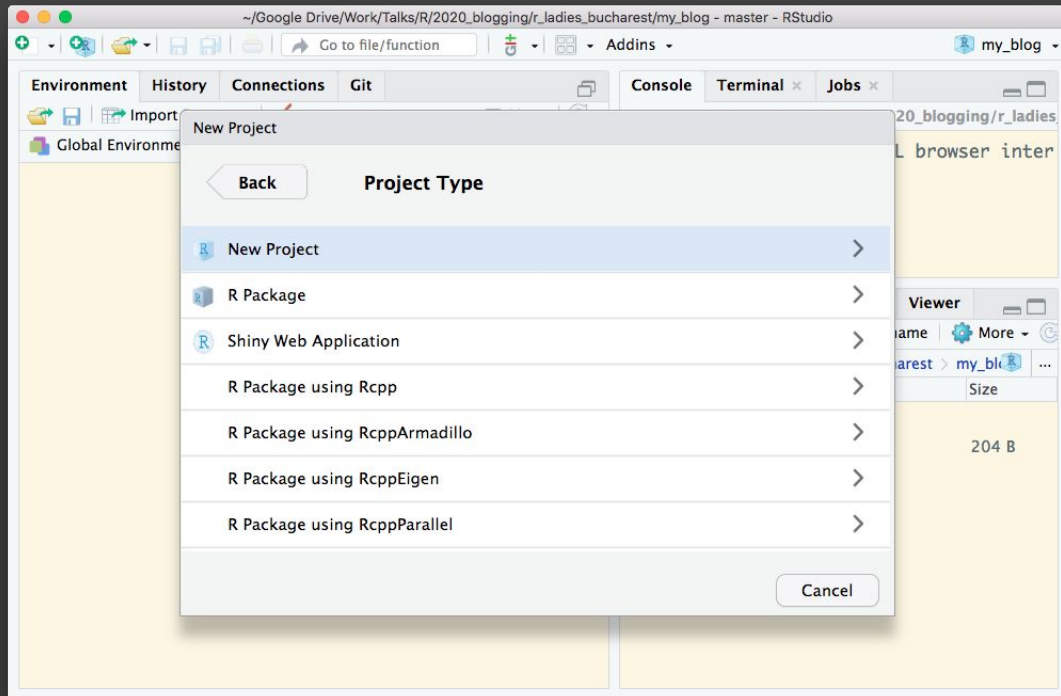 ~/Google Drive/Work/Talks/R/2020_blogging/r_ladies_bucharest/my_blog - master - RStudio
Go to file/function
Addins
my_blog
Environment History Connections Git
Console Terminal Jobs
Import
20_blogging/r_ladies
Global Environme
L browser inter
New Project
Back
Project Type
New Project
R Package
Shiny Web Application
R Package using Rcpp
R Package using RcppArmadillo
R Package using RcppEigen
R Package using RcppParallel
Cancel
Viewer
ame More
arest > my_blo ...
Size
204 B